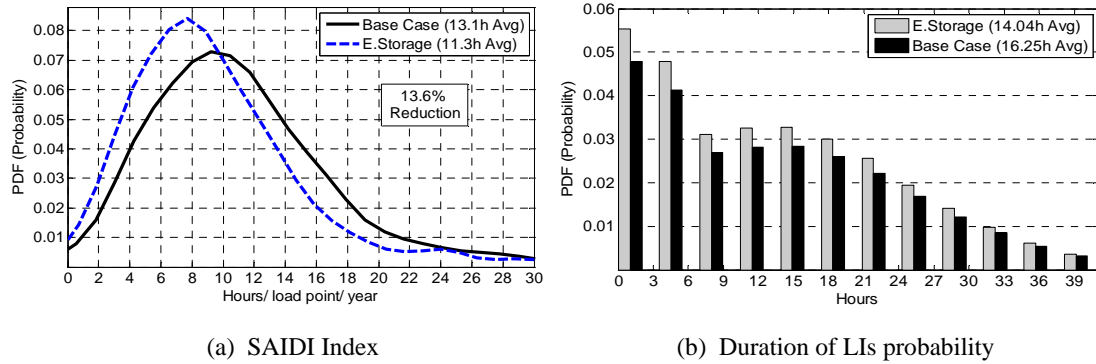 Base Case (13.1h Avg)
E.Storage (11.3h Avg)
13.6%
Reduction
PDF (Probability)
0.08
0.07
0.06
0.05
0.04
0.03
0.02
0.01
0 2 4 6 8 10 12 14 16 18 20 22 24 26 28 30
Hours/ load point/ year
(a) SAIDI Index
E.Storage (14.04h Avg)
Base Case (16.25h Avg)
PDF (Probability)
0.06
0.05
0.04
0.03
0.02
0.01
0 3 6 9 12 15 18 21 24 27 30 33 36 39
Hours
(b) Duration of LIs probability